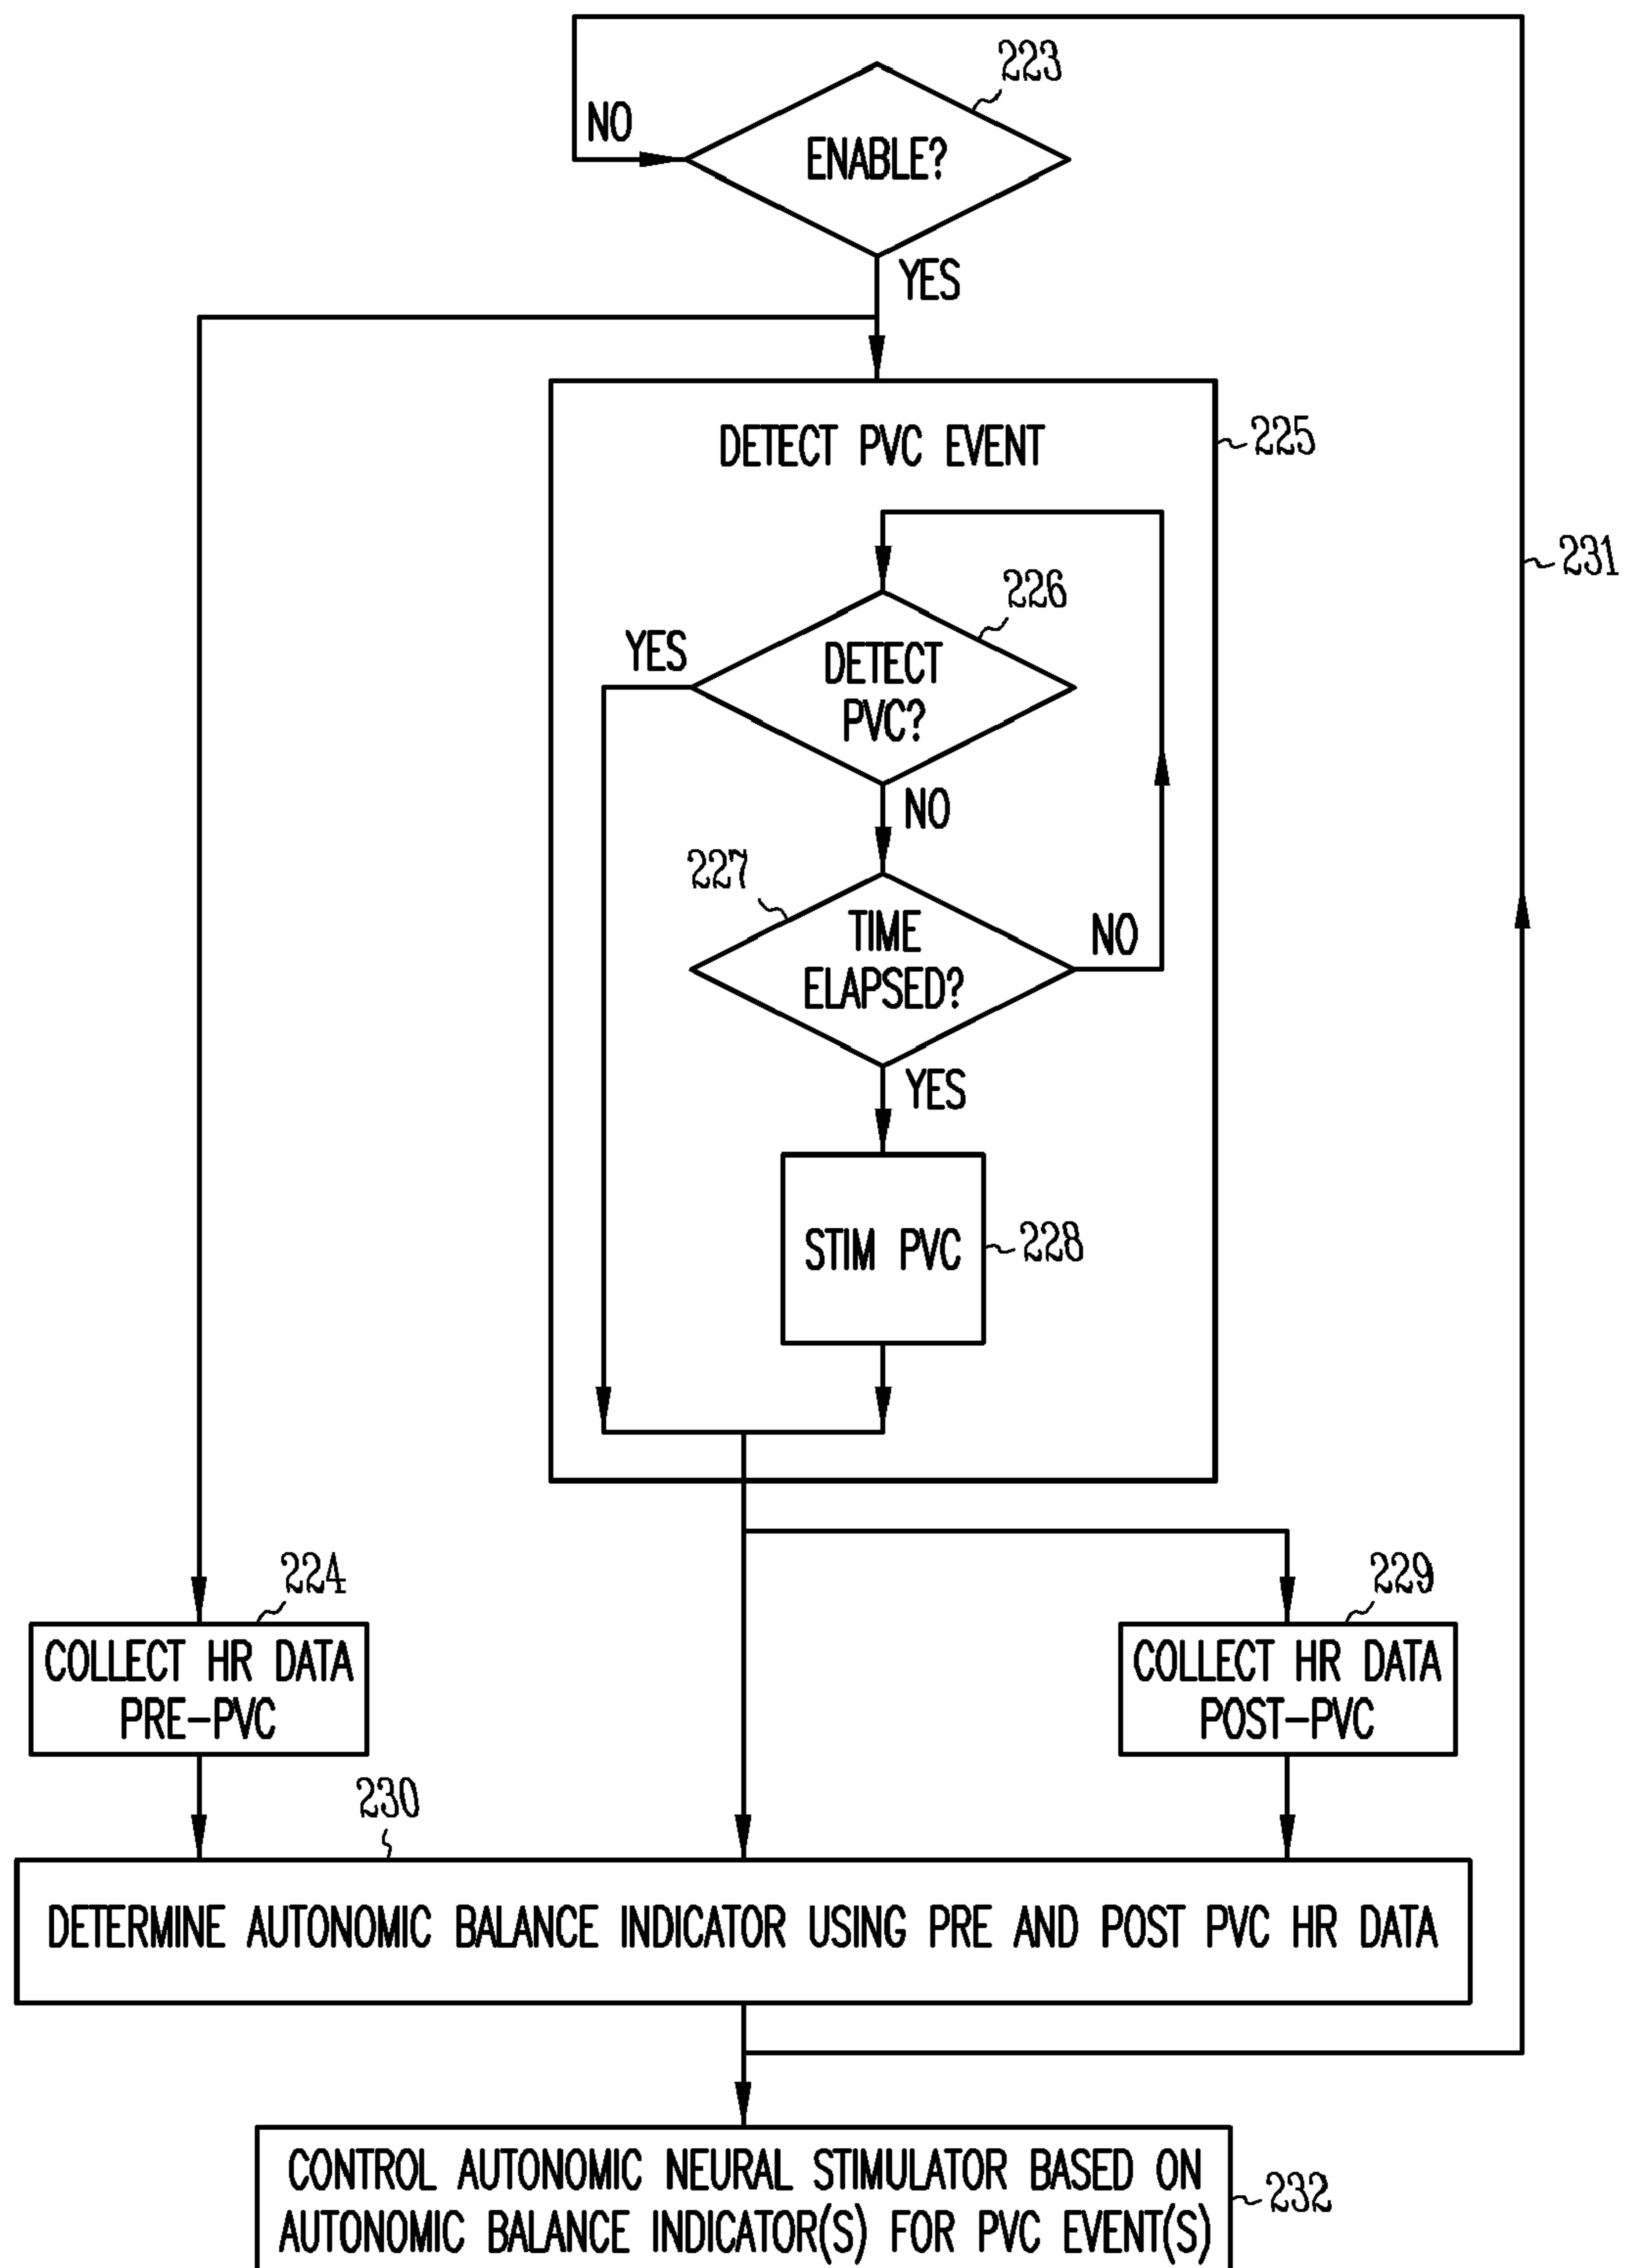 223
NO
ENABLE?
YES
DETECT PVC EVENT
225
231
226
YES
DETECT
PVC?
NO
227
TIME
ELAPSED?
NO
YES
STIM PVC
228
224
229
COLLECT HR DATA
PRE-PVC
COLLECT HR DATA
POST-PVC
230
DETERMINE AUTONOMIC BALANCE INDICATOR USING PRE AND POST PVC HR DATA
CONTROL AUTONOMIC NEURAL STIMULATOR BASED ON
AUTONOMIC BALANCE INDICATOR(S) FOR PVC EVENT(S)
232